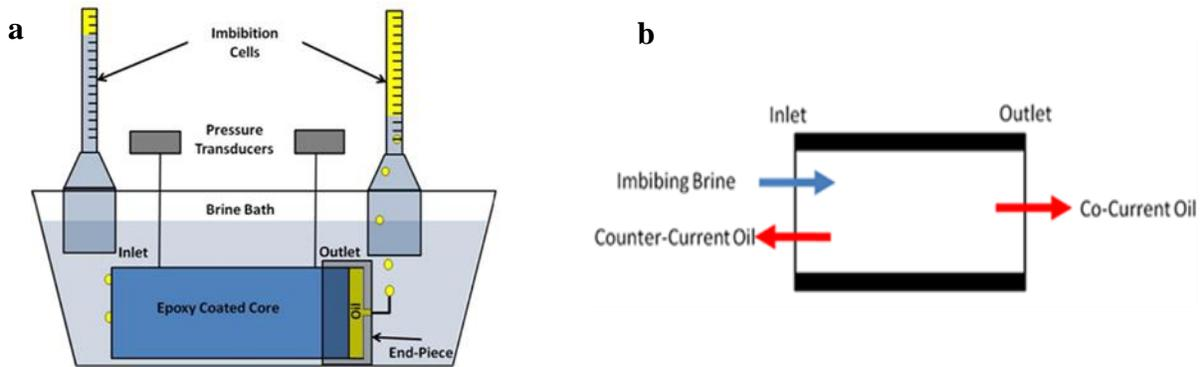 a
Imbibition
Cells
Pressure
Transducers
Brine Bath
Inlet
Outlet
Epoxy Coated Core
Oil
End-Piece
b
Inlet
Outlet
Imbibing Brine
Co-Current Oil
Counter-Current Oil